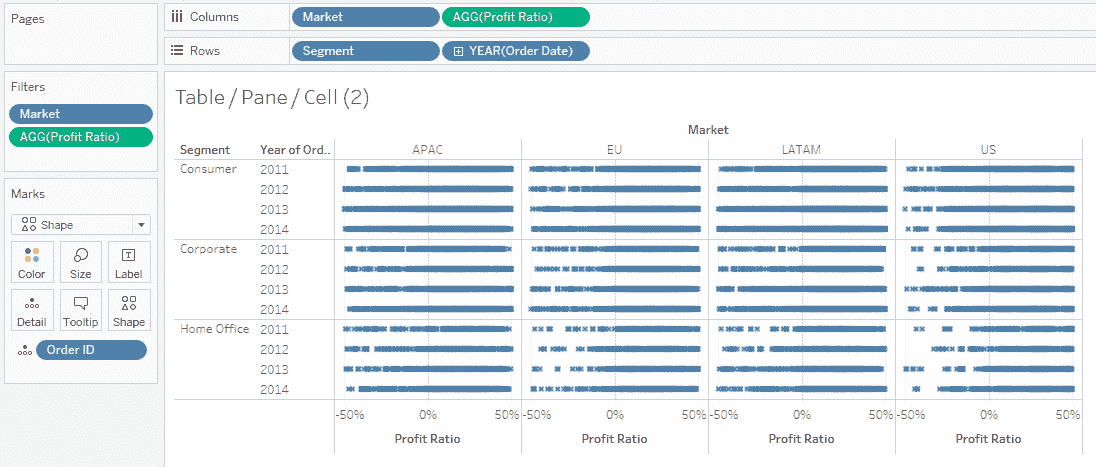 Pages
Columns Market AGG(Profit Ratio)
Rows Segment YEAR(Order Date)
Filters
Market
AGG(Profit Ratio)
Marks
Shape
Color Size Label
Detail Tooltip Shape
Order ID
Table / Pane / Cell (2)
Market
Segment Year of Ord.. APAC EU LATAM US
Consumer 2011
2012
2013
2014
Corporate 2011
2012
2013
2014
Home Office 2011
2012
2013
2014
-50% 0% 50% -50% 0% 50% -50% 0% 50% -50% 0% 50%
Profit Ratio Profit Ratio Profit Ratio Profit Ratio